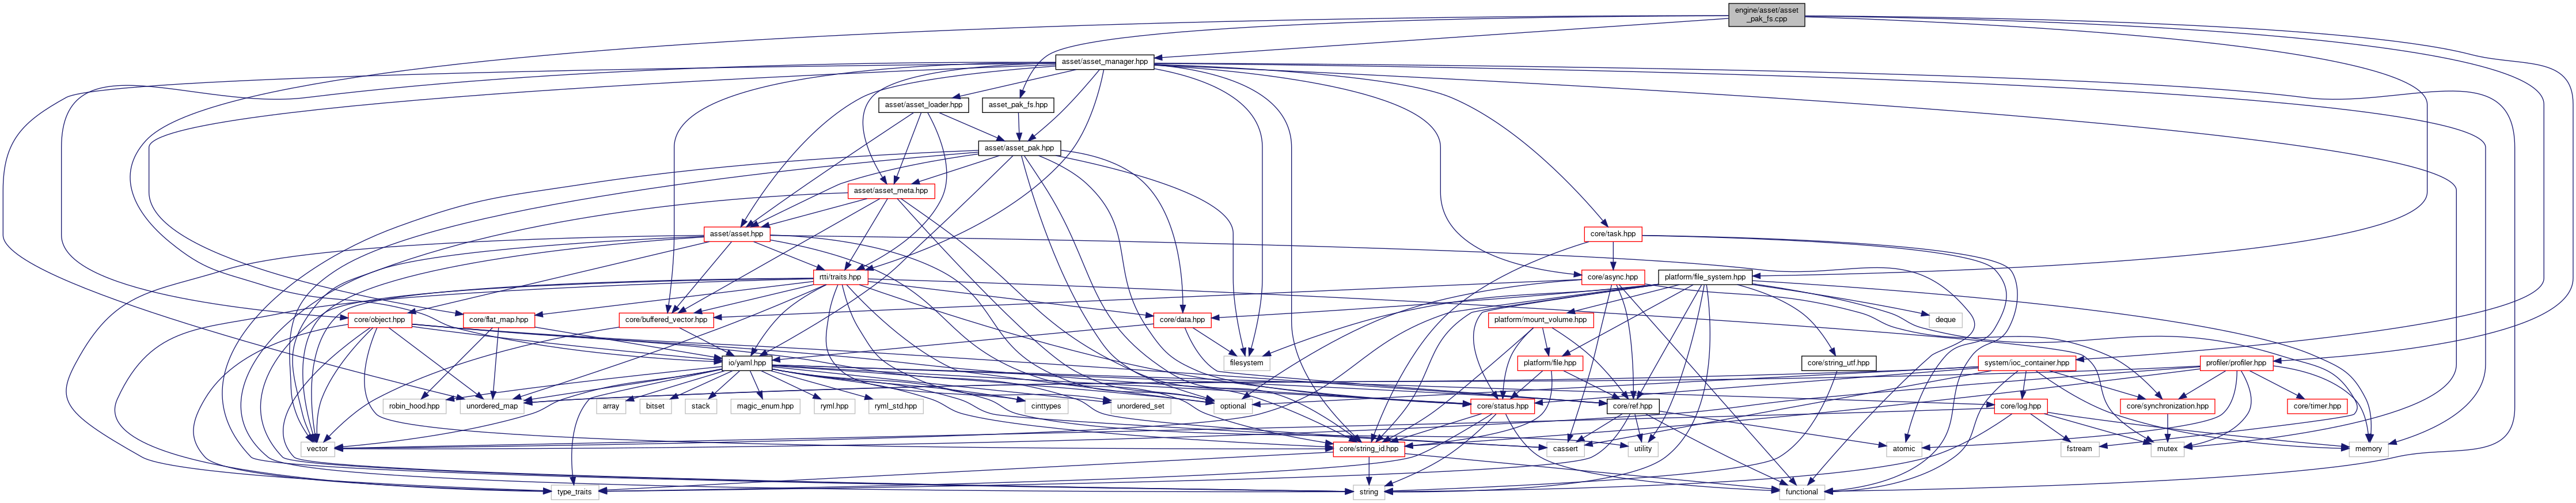 engine/asset/asset
_pak_fs.cpp
asset/asset_manager.hpp
asset/asset_loader.hpp
asset_pak_fs.hpp
asset/asset_pak.hpp
asset/asset_meta.hpp
asset/asset.hpp
core/task.hpp
rtti/traits.hpp
core/async.hpp
platform/file_system.hpp
core/object.hpp
core/flat_map.hpp
core/buffered_vector.hpp
core/data.hpp
platform/mount_volume.hpp
deque
io/yaml.hpp
filesystem
platform/file.hpp
core/string_utf.hpp
system/ioc_container.hpp
profiler/profiler.hpp
robin_hood.hpp
unordered_map
array
bitset
stack
magic_enum.hpp
ryml.hpp
ryml_std.hpp
cinttypes
unordered_set
optional
core/status.hpp
core/ref.hpp
core/log.hpp
core/synchronization.hpp
core/timer.hpp
vector
core/string_id.hpp
cassert
utility
atomic
fstream
mutex
memory
type_traits
string
functional